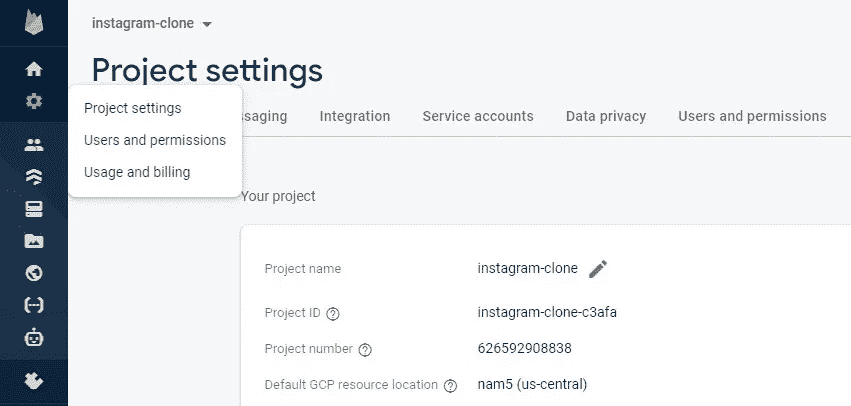 instagram-clone
Project settings
Project settings
Users and permissions
Usage and billing
ssaging Integration Service accounts Data privacy Users and permissions
Your project
Project name instagram-clone
Project ID instagram-clone-c3afa
Project number 626592908838
Default GCP resource location nam5 (us-central)